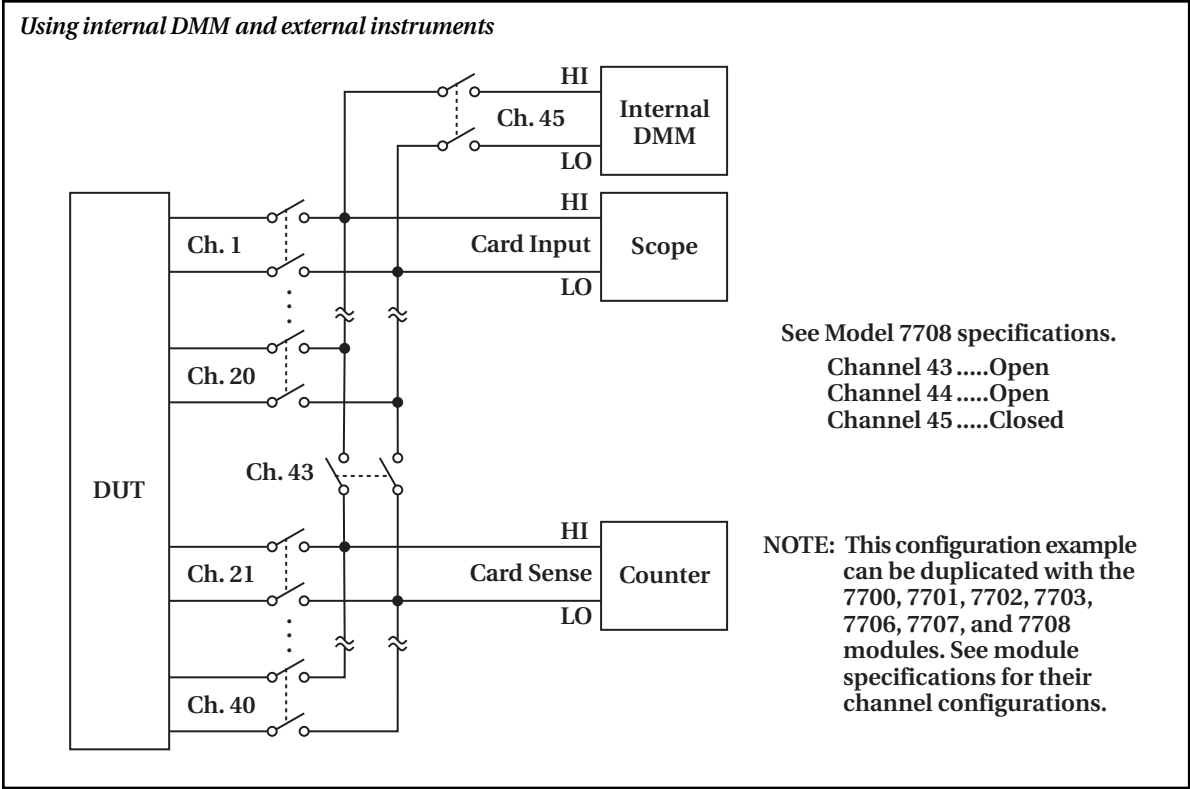 Using internal DMM and external instruments
HI
Internal
DMM
Ch. 45
LO
HI
Ch. 1
Card Input
Scope
LO
See Model 7708 specifications.
Channel 43.....Open
Channel 44.....Open
Channel 45.....Closed
Ch. 20
Ch. 43
DUT
HI
Ch. 21
Card Sense
Counter
LO
NOTE: This configuration example
can be duplicated with the
7700, 7701, 7702, 7703,
7706, 7707, and 7708
modules. See module
specifications for their
channel configurations.
Ch. 40